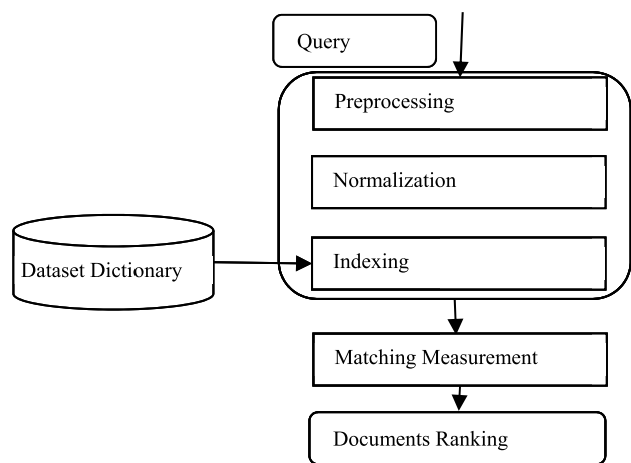 Query
Preprocessing
Normalization
Dataset Dictionary
Indexing
Matching Measurement
Documents Ranking